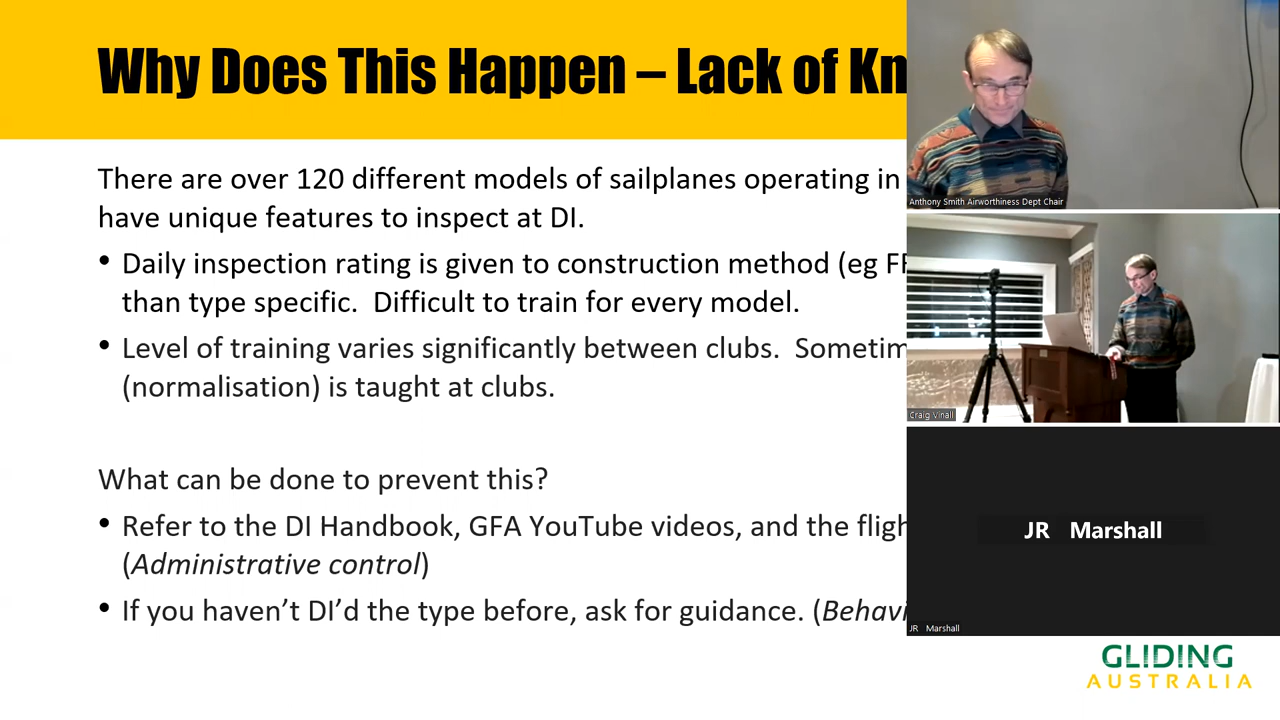 Why Does This Happen – Lack of Kn
There are over 120 different models of sailplanes operating in
have unique features to inspect at DI.
• Daily inspection rating is given to construction method (eg FR
than type specific.  Difficult to train for every model.
• Level of training varies significantly between clubs.  Sometim
(normalisation) is taught at clubs.
What can be done to prevent this?
• Refer to the DI Handbook, GFA YouTube videos, and the fligh
(Administrative control)
• If you haven’t DI’d the type before, ask for guidance. (Behavi
Anthony Smith Airworthiness Dept Chair
Craig Vinall
JR Marshall
JR Marshall
GLIDING
AUSTRALIA